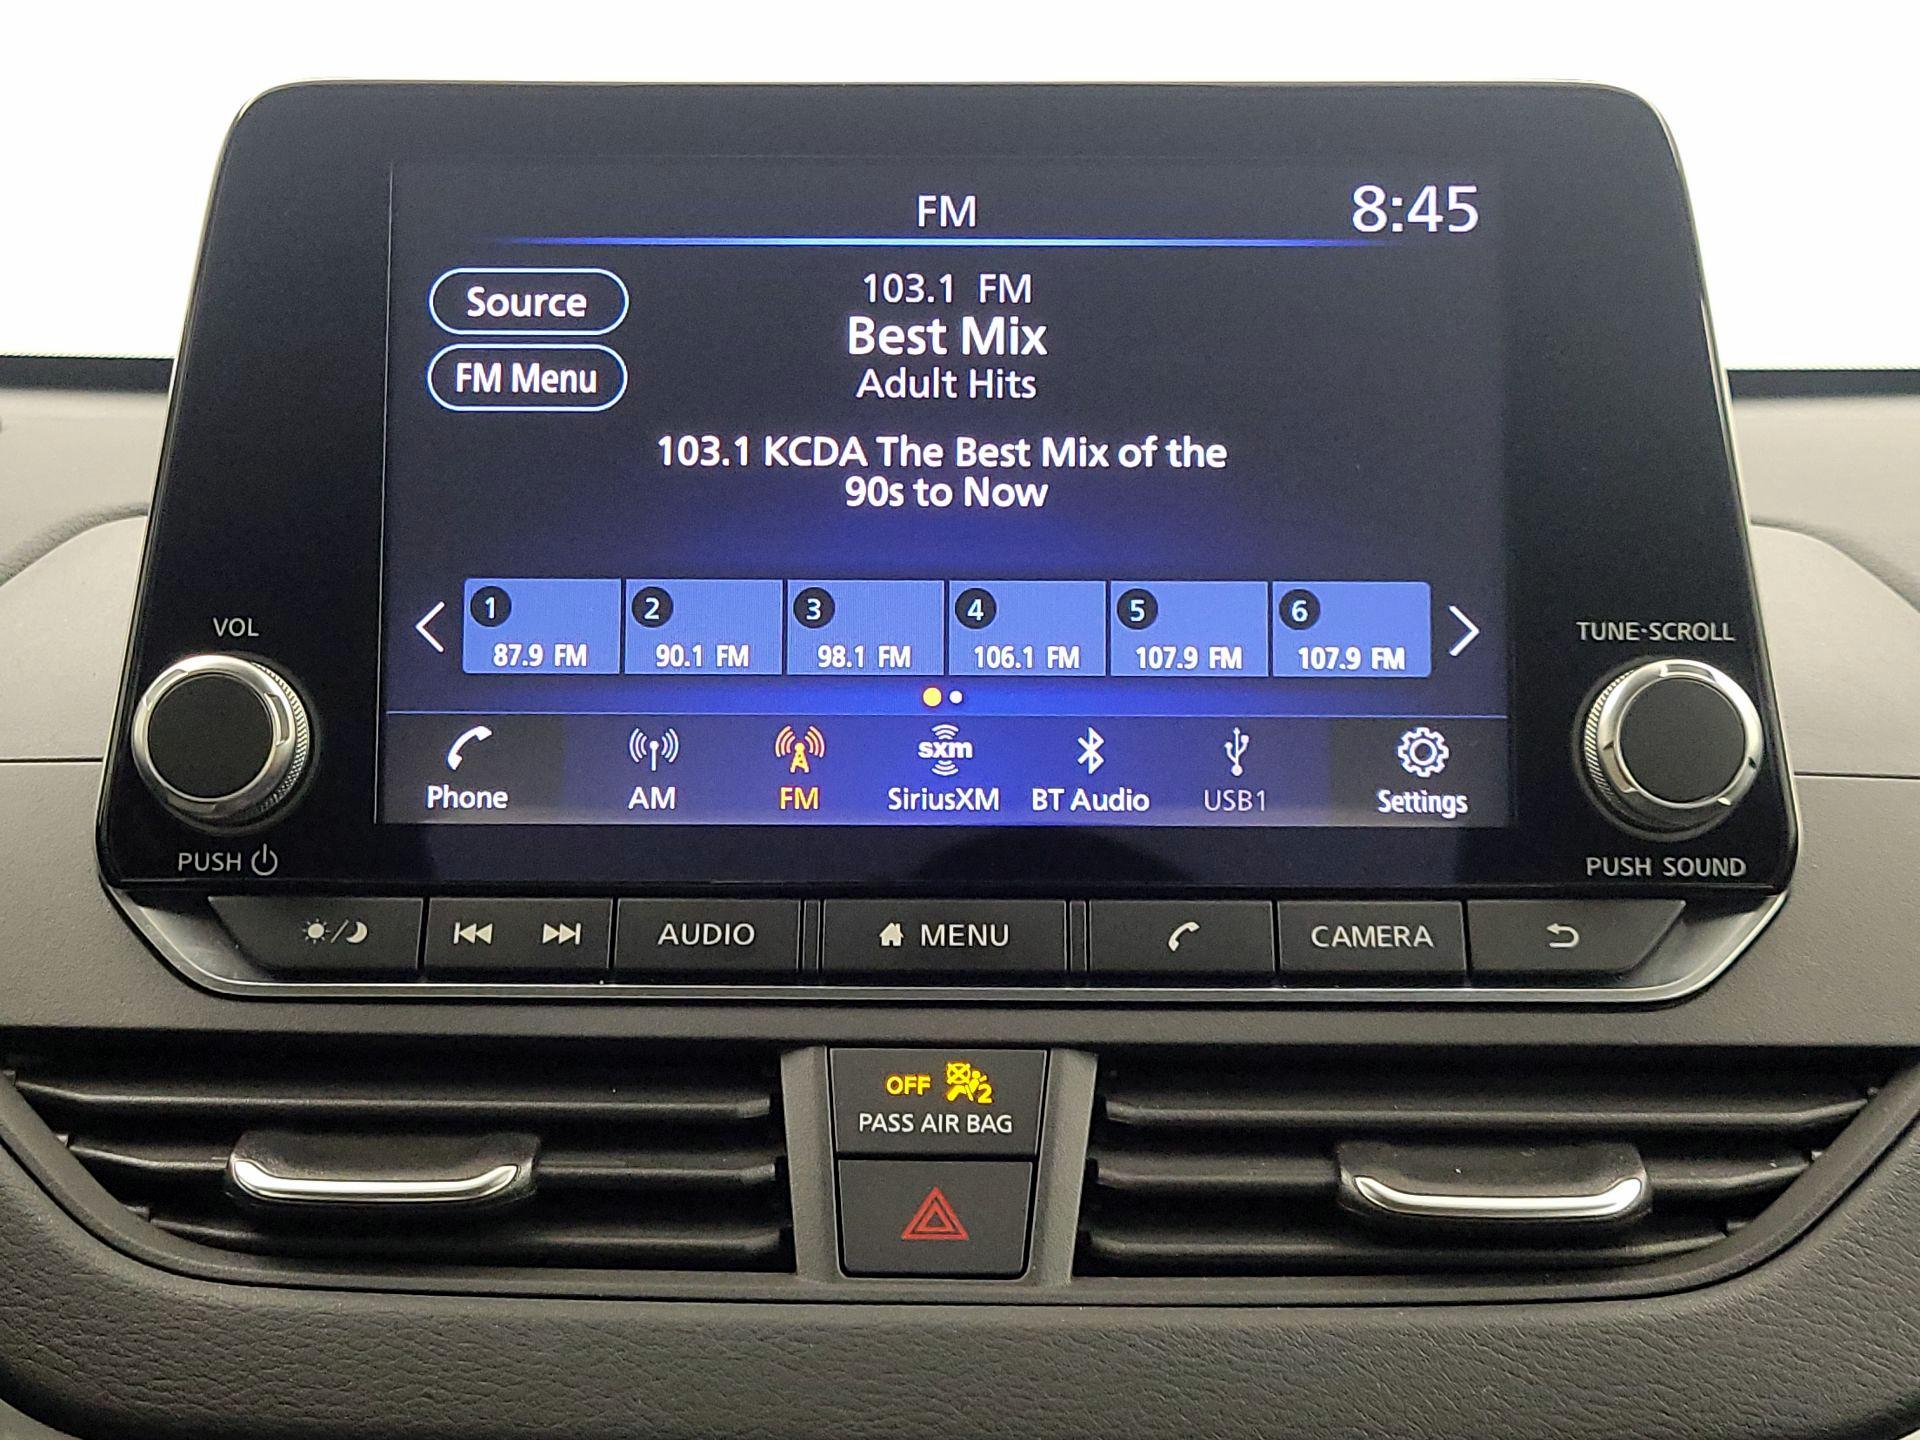 FM
8:45
Source
103.1 FM
Best Mix
FM Menu
Adult Hits
103.1 KCDA The Best Mix of the
90s to Now
1
2
3
4
5
6
87.9 FM
90.1 FM
98.1 FM
106.1 FM
107.9 FM
107.9 FM
VOL
TUNE·SCROLL
sxm
Phone
AM
FM
SiriusXM
BT Audio
USB1
Settings
PUSH
PUSH SOUND
AUDIO
MENU
CAMERA
OFF
2
PASS AIR BAG